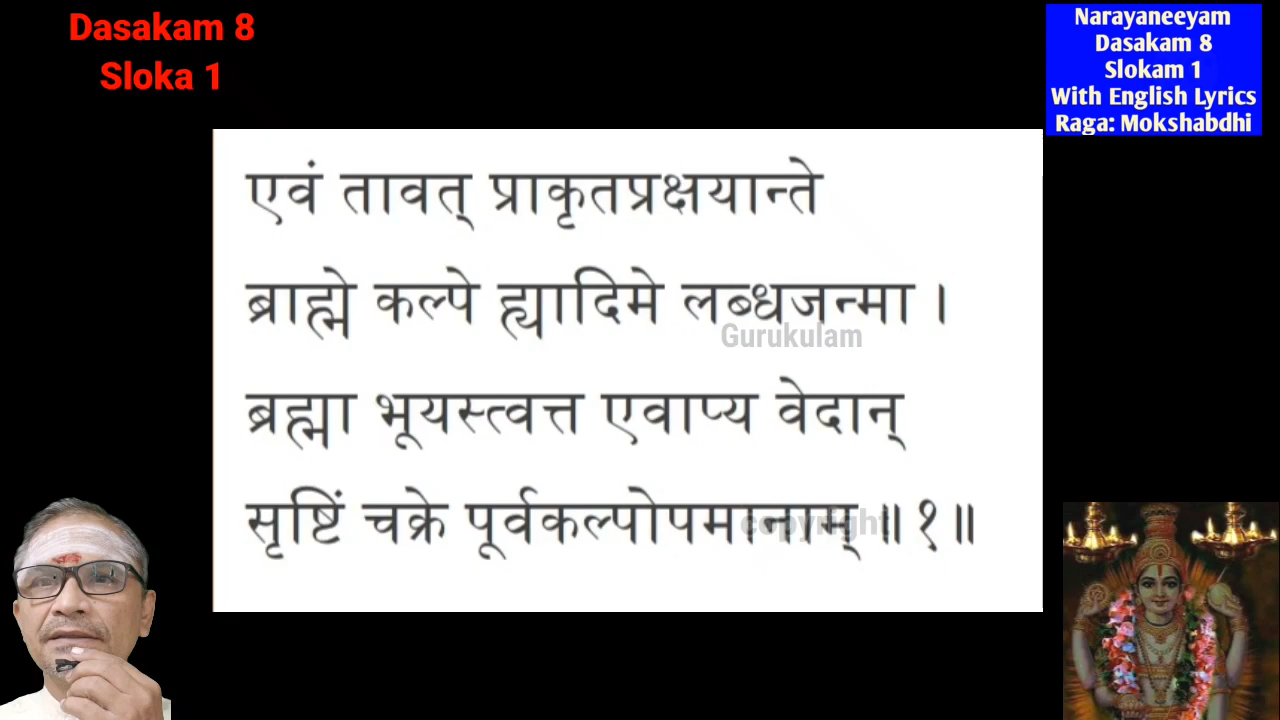 Dasakam 8
Sloka 1
Narayaneeyam
Dasakam 8
Slokam 1
With English Lyrics
Raga: Mokshabdhi
एवं तावत् प्राकृतप्रक्षयान्ते
ब्राह्मे कल्पे ह्यादिमे लब्धजन्मा ।
Gurukulam
ब्रह्मा भूयस्त्वत्त एवाप्य वेदान्
सृष्टिं चक्रे पूर्वकल्पोपमानाम् ॥१॥
copyright